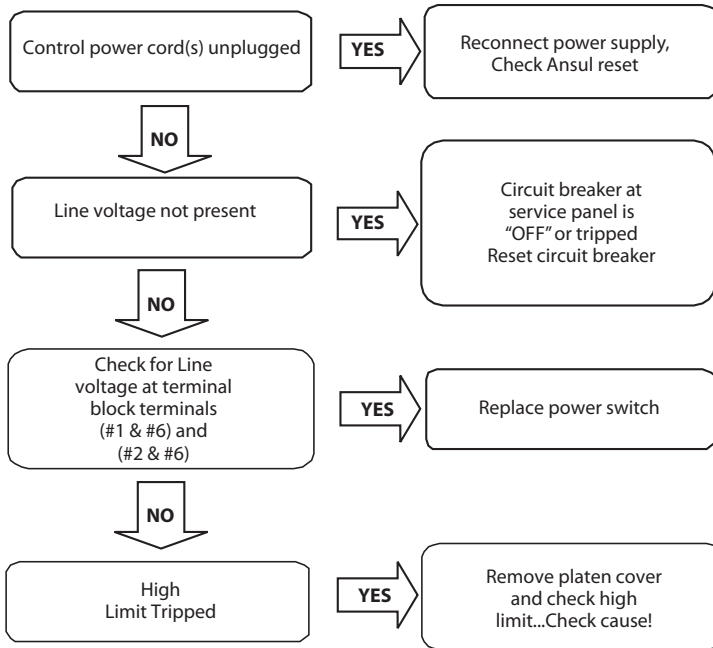 Control power cord(s) unplugged
YES
Reconnect power supply,
Check Ansul reset
NO
Line voltage not present
YES
Circuit breaker at
service panel is
“OFF” or tripped
Reset circuit breaker
NO
Check for Line
voltage at terminal
block terminals
(#1 & #6) and
(#2 & #6)
YES
Replace power switch
NO
High
Limit Tripped
YES
Remove platen cover
and check high
limit...Check cause!